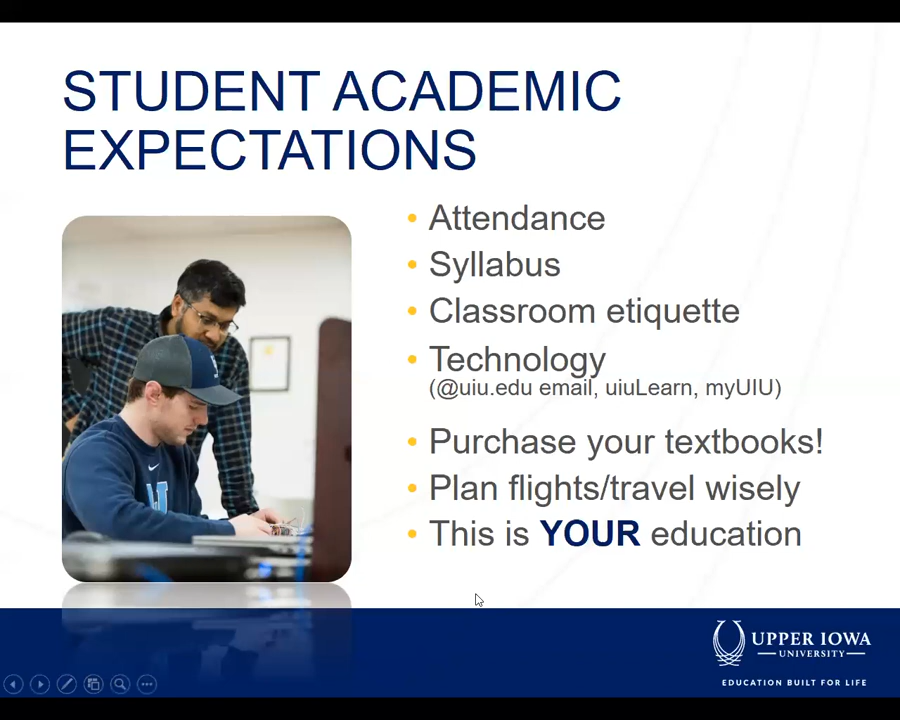 STUDENT ACADEMIC
EXPECTATIONS
• Attendance
• Syllabus
• Classroom etiquette
• Technology
(@uiu.edu email, uiuLearn, myUIU)
• Purchase your textbooks!
• Plan flights/travel wisely
• This is YOUR education
UPPER IOWA
UNIVERSITY
EDUCATION BUILT FOR LIFE